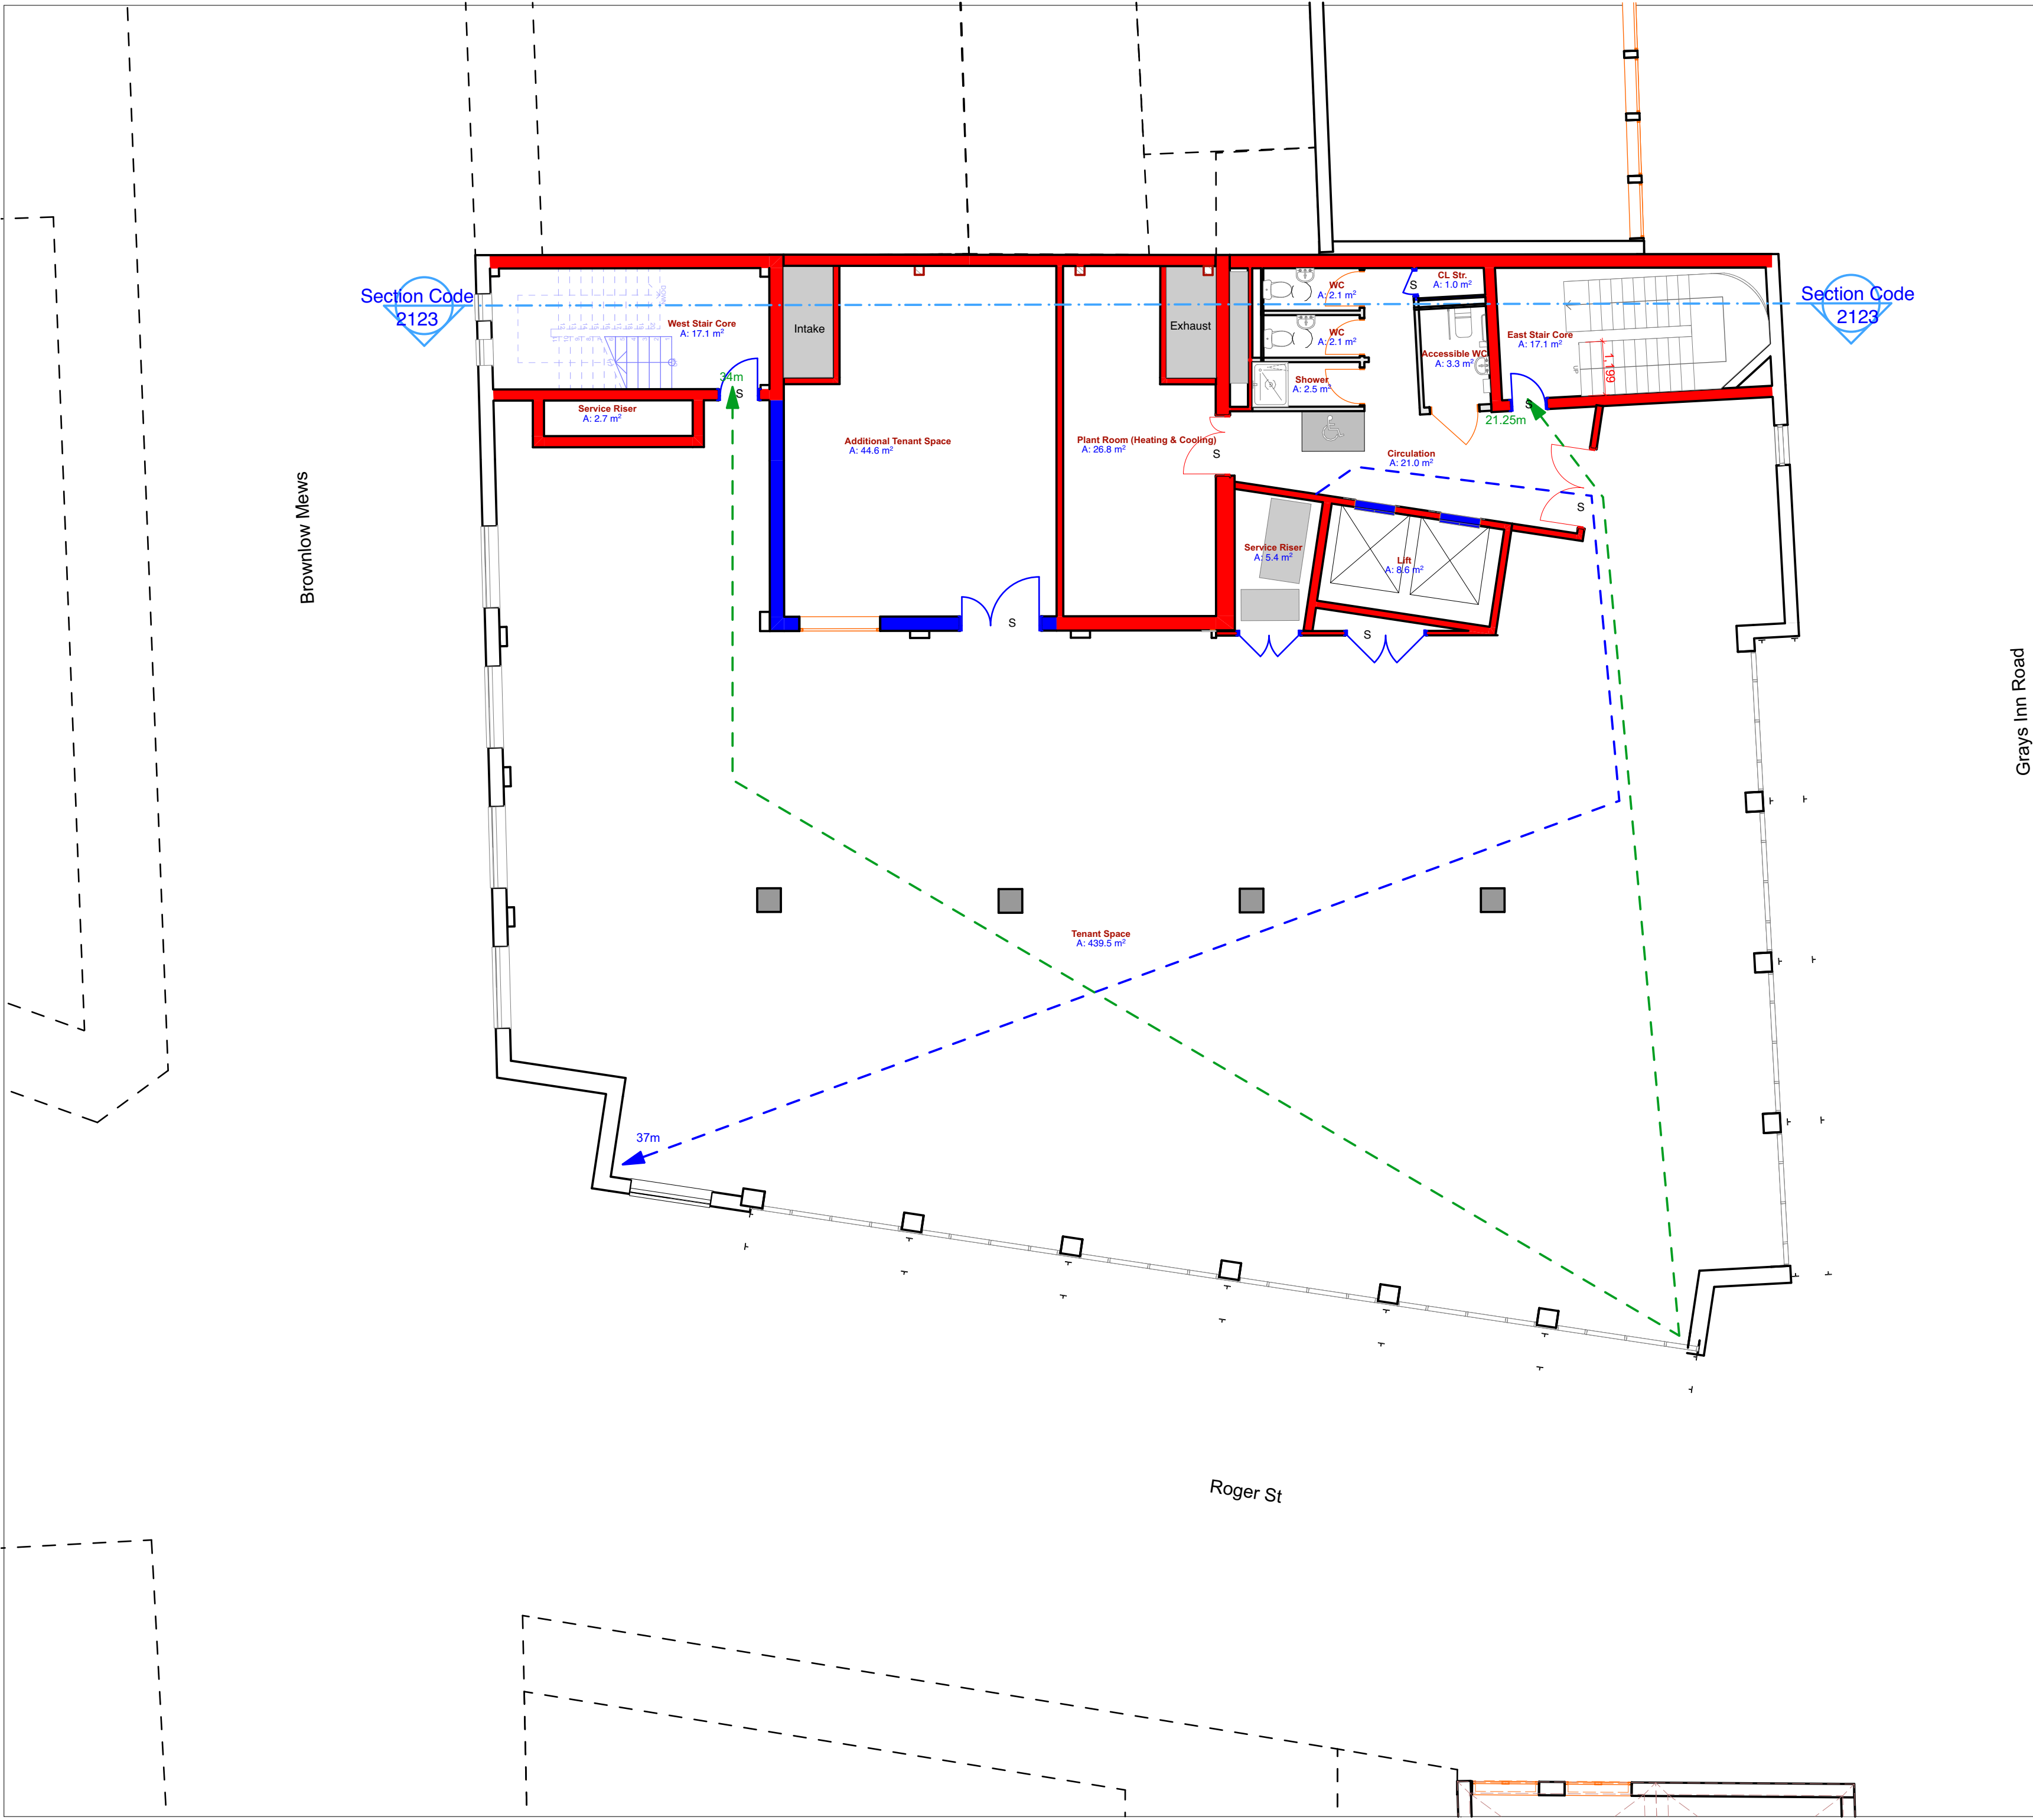 Section Code
2123
West Stair Core
A: 17.1 m²
DOWN
34m
S
Service Riser
A: 2.7 m²
Intake
Additional Tenant Space
A: 44.6 m²
S
Plant Room (Heating & Cooling)
A: 26.8 m²
S
Exhaust
WC
A: 2.1 m²
WC
A: 2.1 m²
Shower
A: 2.5 m²
S
CL Str.
A: 1.0 m²
Accessible WC
A: 3.3 m²
East Stair Core
A: 17.1 m²
1,199
UP
S
21.25m
Circulation
A: 21.0 m²
S
Service Riser
A: 5.4 m²
Lift
A: 8.6 m²
S
Section Code
2123
Brownlow Mews
Grays Inn Road
Tenant Space
A: 439.5 m²
37m
Roger St